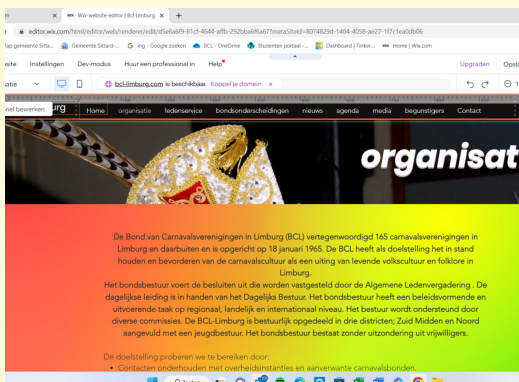 Wix-website-editor | Bcl Limburg
editor.wix.com/html/editor/web/renderer/edit/d5e6a6f9-81cf-4644-affb-292bba6f6a67?metaSiteId=8074829d-1404-4058-ae27-1f7c1ea0db06
lap gemeente Sitta...
Gemeente Sittard-...
ing - Google zoeken
BCL - OneDrive
Studenten portaal -...
Dashboard | Tinker...
Home | Wix.com
site
Instellingen
Dev-modus
Huur een professional in
Help
Upgraden
Opsla
bcl-limburg.com is beschikbaar. Koppel je domein
nel bewerken
urg
Home
organisatie
ledenservice
bondsonderscheidingen
nieuws
agenda
media
begunstigers
Contact
organisat
De Bond van Carnavalsverenigingen in Limburg (BCL) vertegenwoordigd 165 carnavalsverenigingen in
Limburg en daarbuiten en is opgericht op 18 januari 1965. De BCL heeft als doelstelling het in stand
houden en bevorderen van de carnavalscultuur als een uiting van levende volkscultuur en folklore in
Limburg.
Het bondsbestuur voert de besluiten uit die worden vastgesteld door de Algemene Ledenvergadering . De
dagelijkse leiding is in handen van het Dagelijks Bestuur. Het bondsbestuur heeft een beleidsvormende en
uitvoerende taak op regionaal, landelijk en internationaal niveau. Het bestuur wordt ondersteund door
diverse commissies. De BCL-Limburg is bestuurlijk opgedeeld in drie districten; Zuid Midden en Noord
aangevuld met een jeugdbestuur. Het bondsbestuur bestaat zonder uitzondering uit vrijwilligers.
De doelstelling proberen we te bereiken door:
• Contacten onderhouden met overheidsinstanties en aanverwante carnavalsbonden.